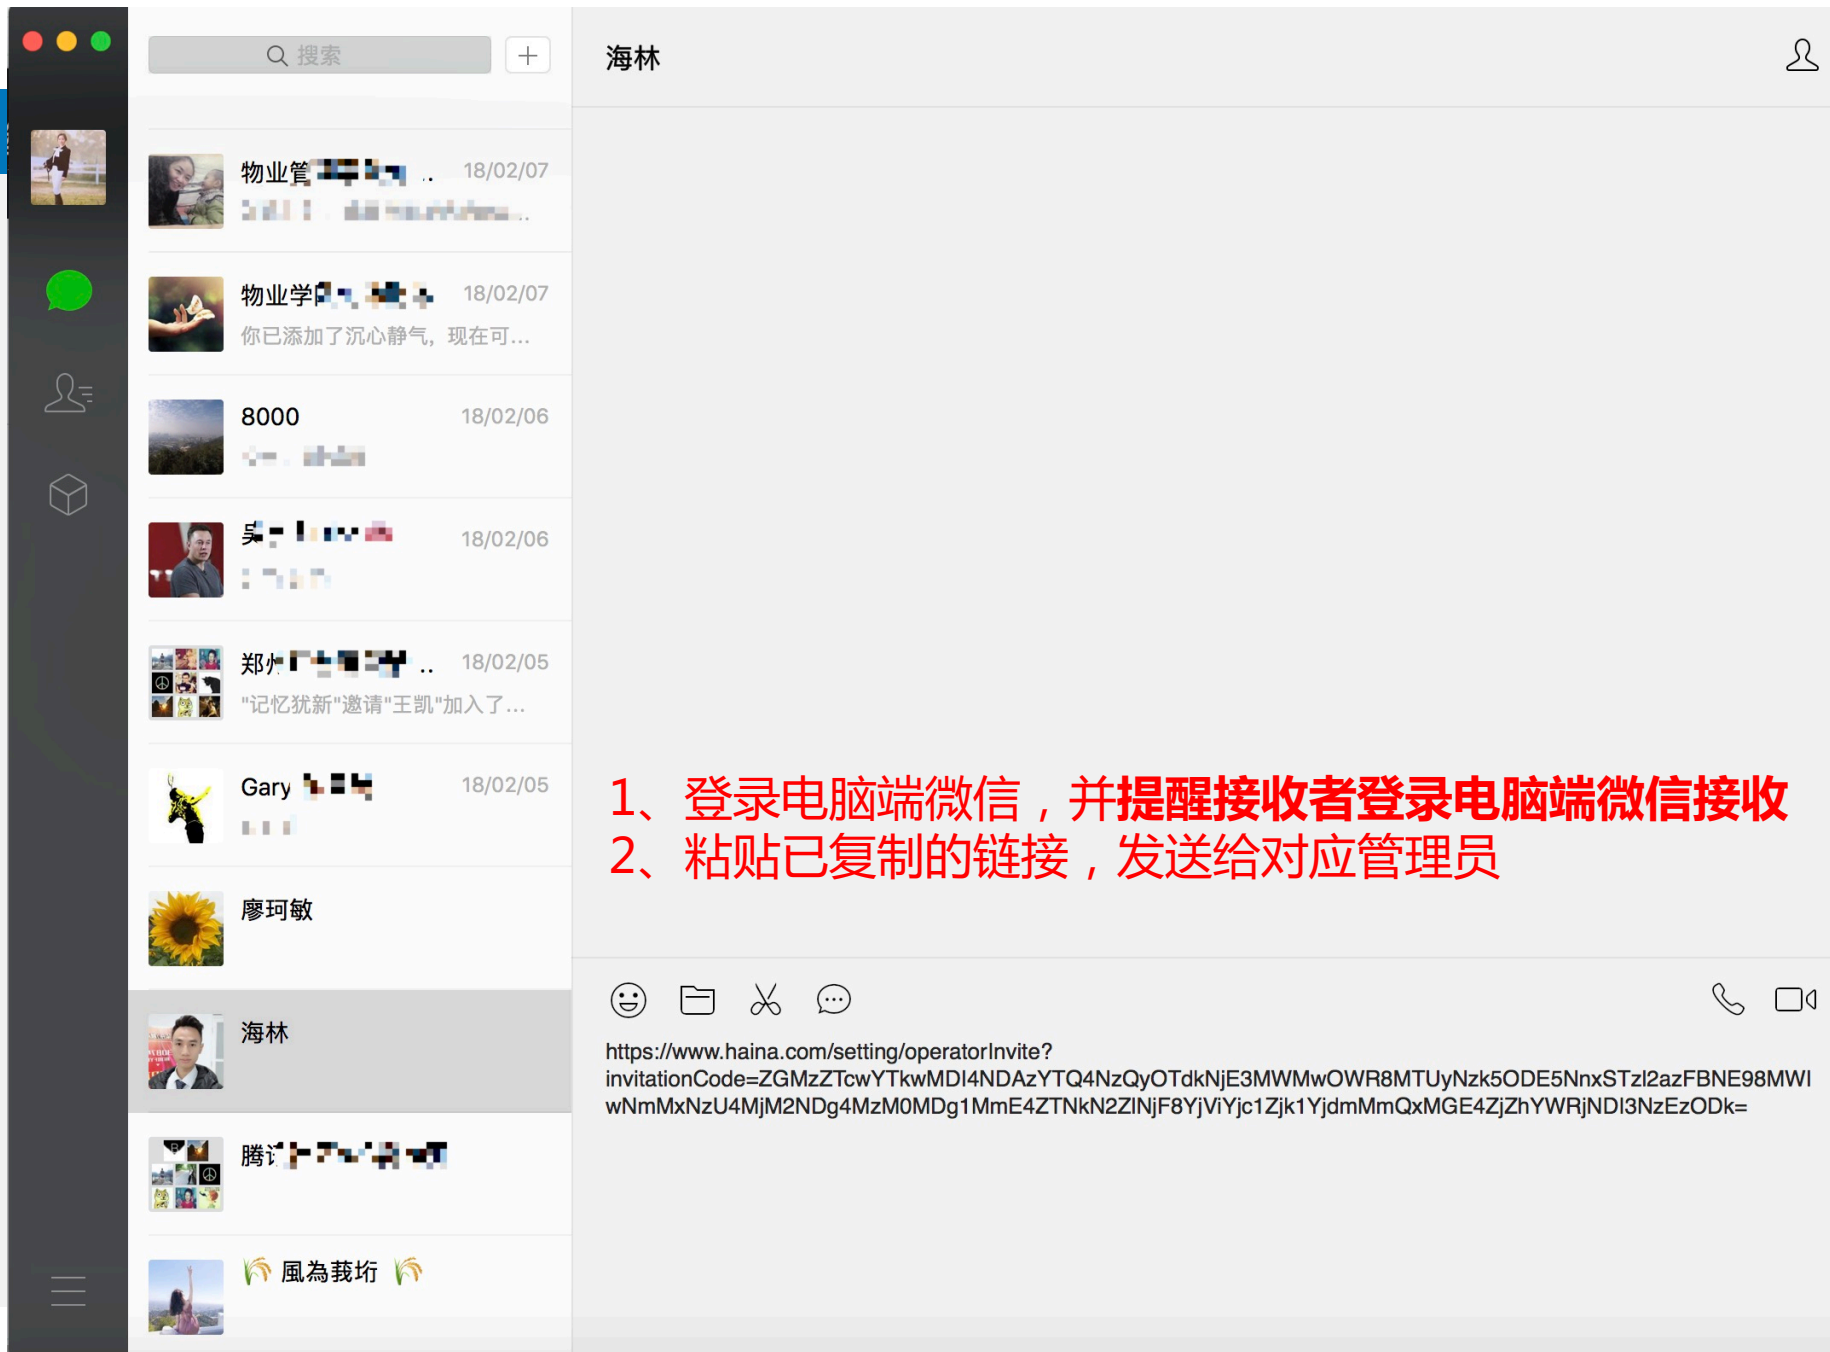 搜索
海林
物业管 .. 18/02/07
物业学 18/02/07
你已添加了沉心静气，现在可...
8000 18/02/06
18/02/06
郑州 .. 18/02/05
"记忆犹新"邀请"王凯"加入了...
Gary 18/02/05
廖珂敏
海林
腾讯
風為莪垳
1、登录电脑端微信，并提醒接收者登录电脑端微信接收
2、粘贴已复制的链接，发送给对应管理员
https://www.haina.com/setting/operatorInvite?
invitationCode=ZGMzZTcwYTkwMDI4NDAzYTQ4NzQyOTdkNjE3MWMwOWR8MTUyNzk5ODE5NnxSTzl2azFBNE98MWI
wNmMxNzU4MjM2NDg4MzM0MDg1MmE4ZTNkN2ZlNjF8YjViYjc1Zjk1YjdmMmQxMGE4ZjZhYWRjNDI3NzEzODk=